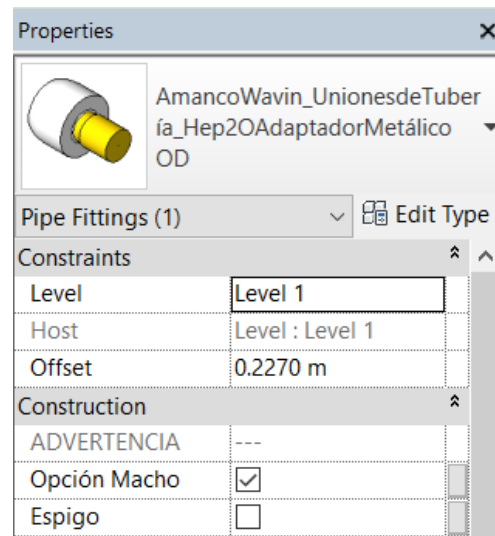 Properties
AmancoWavin_UnionesdeTuber
ía_Hep2OAdaptadorMetálico
OD
Pipe Fittings (1)
Edit Type
Constraints
Level Level 1
Host Level : Level 1
Offset 0.2270 m
Construction
ADVERTENCIA ---
Opción Macho
Espigo